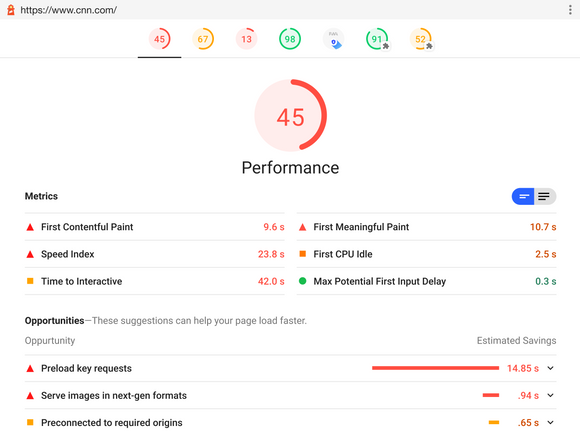 https://www.cnn.com/
45
67
13
98
PWA
91
52
45
Performance
Metrics
First Contentful Paint 9.6 s
First Meaningful Paint 10.7 s
Speed Index 23.8 s
First CPU Idle 2.5 s
Time to Interactive 42.0 s
Max Potential First Input Delay 0.3 s
Opportunities—These suggestions can help your page load faster.
Oppurtunity Estimated Savings
Preload key requests 14.85 s
Serve images in next-gen formats .94 s
Preconnected to required origins .65 s